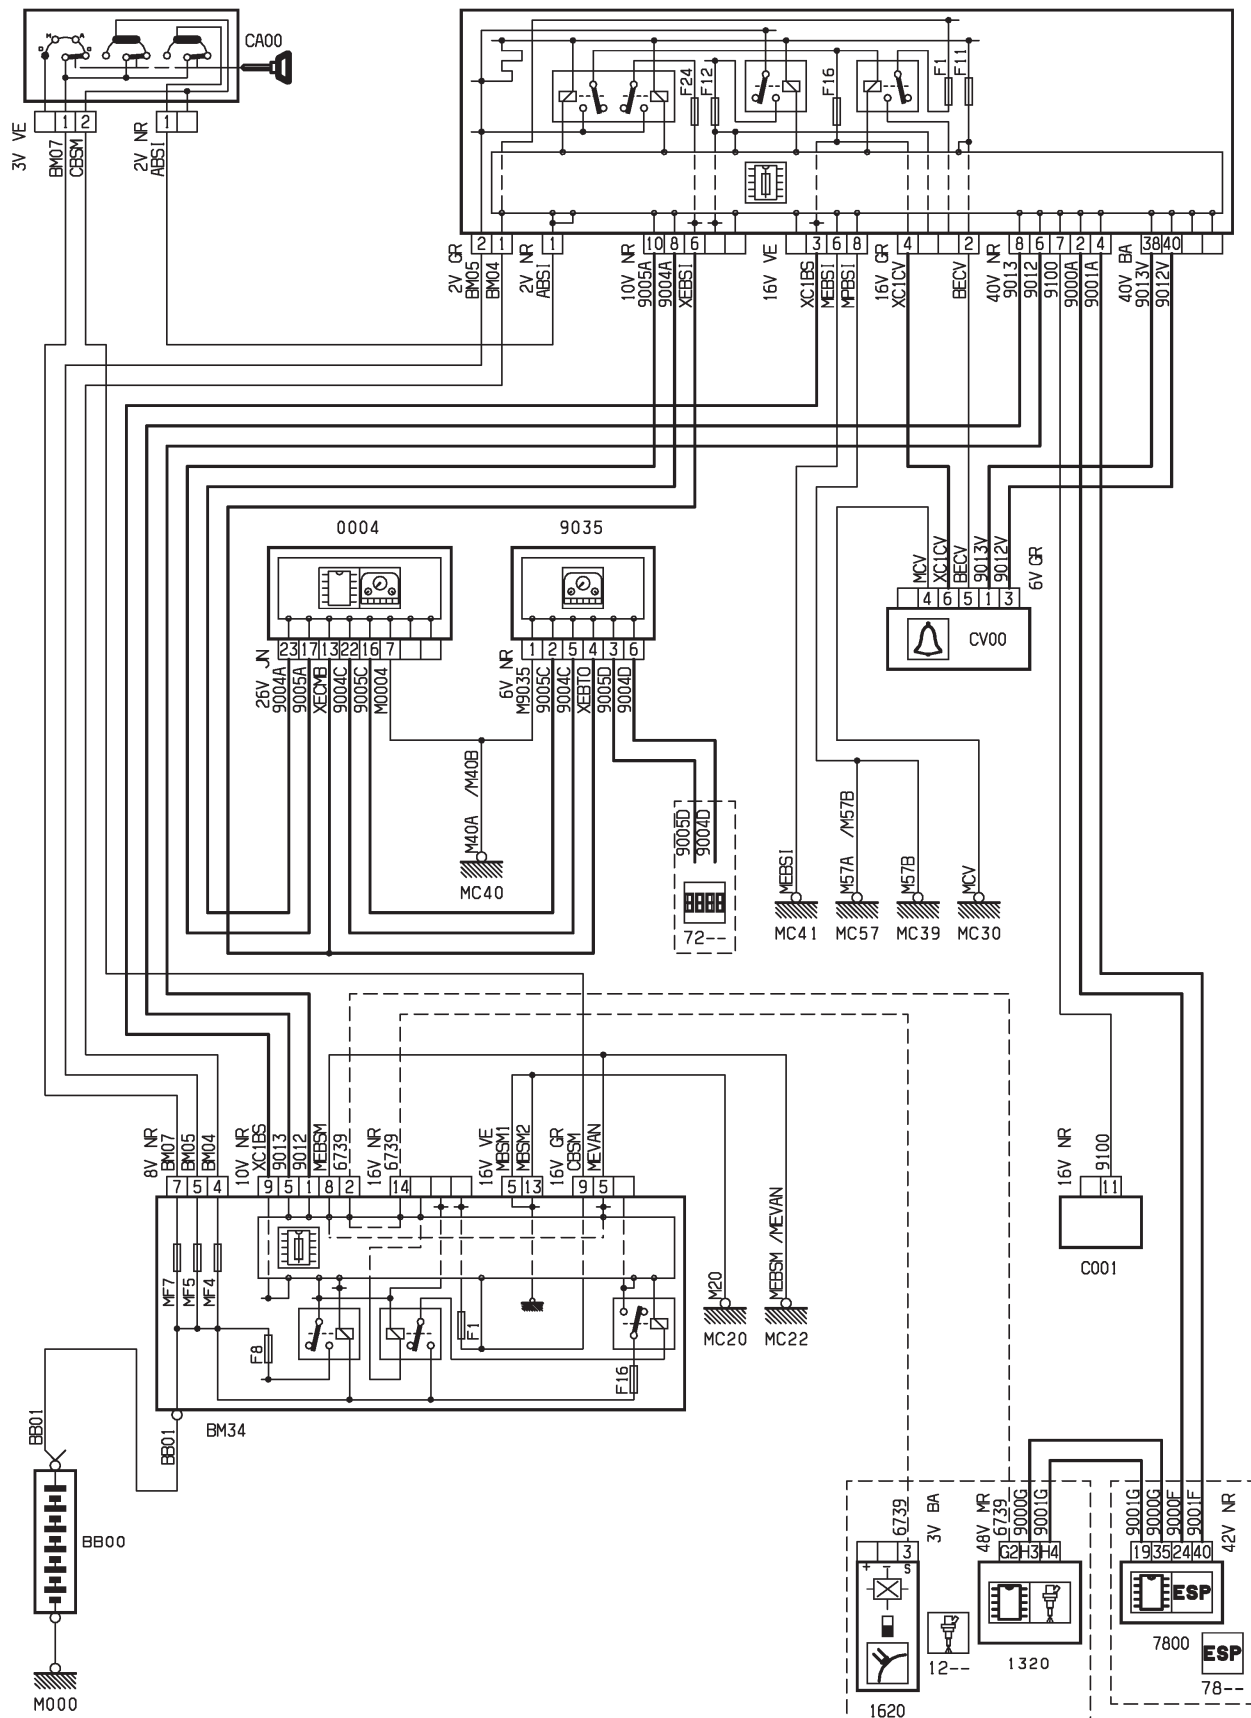 CA00
D
M
A
G
1
2
1
3V VE
BM07
CBSM
2V NR
ABSI
F24
F12
F16
F1
F11
2
1
1
10
8
6
3
6
8
4
2
8
6
7
2
4
38
40
2V GR
BM05
BM04
2V NR
ABSI
10V NR
9005A
9004A
XEBSI
16V VE
XC1BS
MEBSI
MPBSI
16V GR
XC1CV
BECV
40V NR
9013
9012
9100
9000A
9001A
40V BA
9013V
9012V
0004
9035
23
17
13
22
16
7
1
2
5
4
3
6
26V JN
9004A
9005A
XECMB
9004C
9005C
M0004
6V NR
M9035
9005C
9004C
XEBTO
9005D
9004D
MCV
XC1CV
BECV
9013V
9012V
6V GR
4
6
5
1
3
CV00
M40A /M40B
MC40
9005D
9004D
72--
MEBSI
M57A /M57B
M57B
MCV
MC41
MC57
MC39
MC30
8V NR
BM07
BM05
BM04
10V NR
XC1BS
9013
9012
MEBSM
6739
16V NR
6739
16V VE
MBSM1
MBSM2
16V GR
CBSM
MEVAN
7
5
4
9
5
1
8
2
14
5
13
9
5
MF7
MF5
MF4
F8
F1
F16
BM34
M20
MEBSM /MEVAN
MC20
MC22
16V NR
9100
11
C001
BB01
BB01
BB00
M000
6739
3V BA
3
+
-
S
1620
12--
48V MR
6739
9000G
9001G
G2
H3
H4
1320
9001G
9000G
9000F
9001F
42V NR
19
35
24
40
ESP
7800
ESP
78--